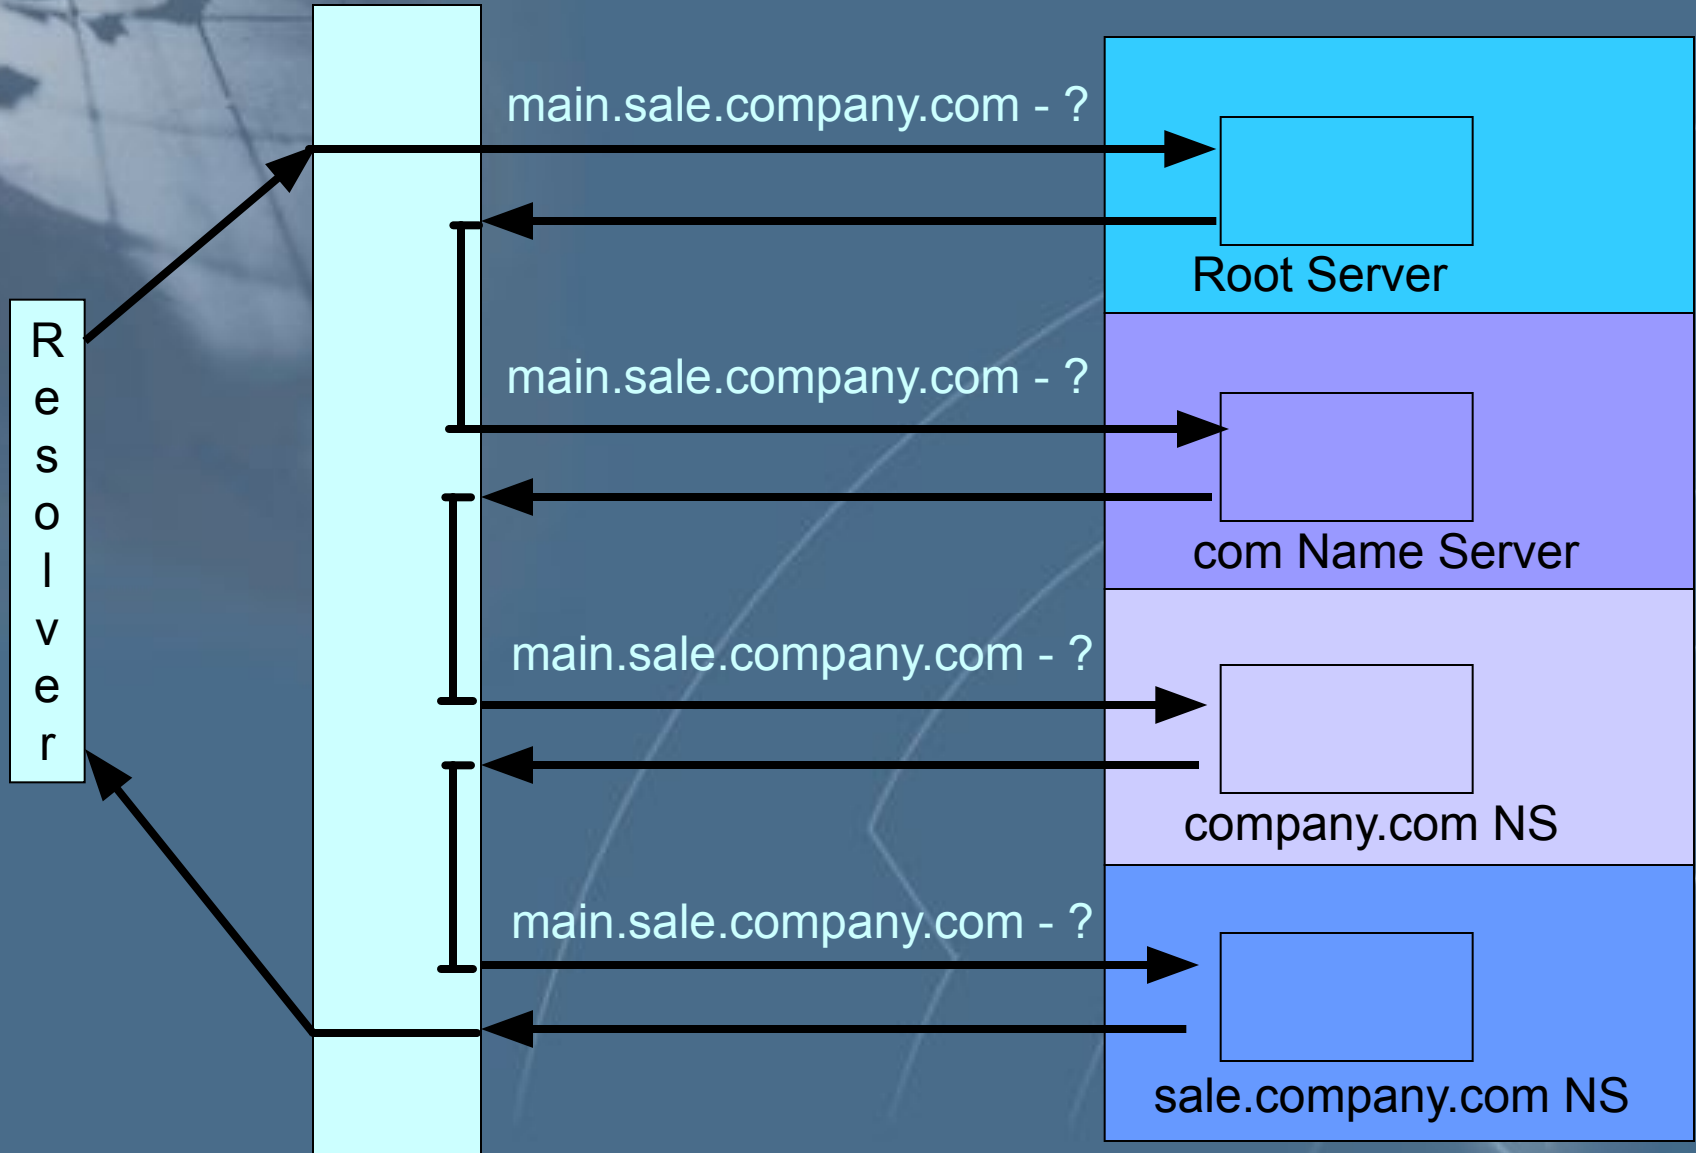 main.sale.company.com - ?
Root Server
Resolver
main.sale.company.com - ?
com Name Server
main.sale.company.com - ?
company.com NS
main.sale.company.com - ?
sale.company.com NS